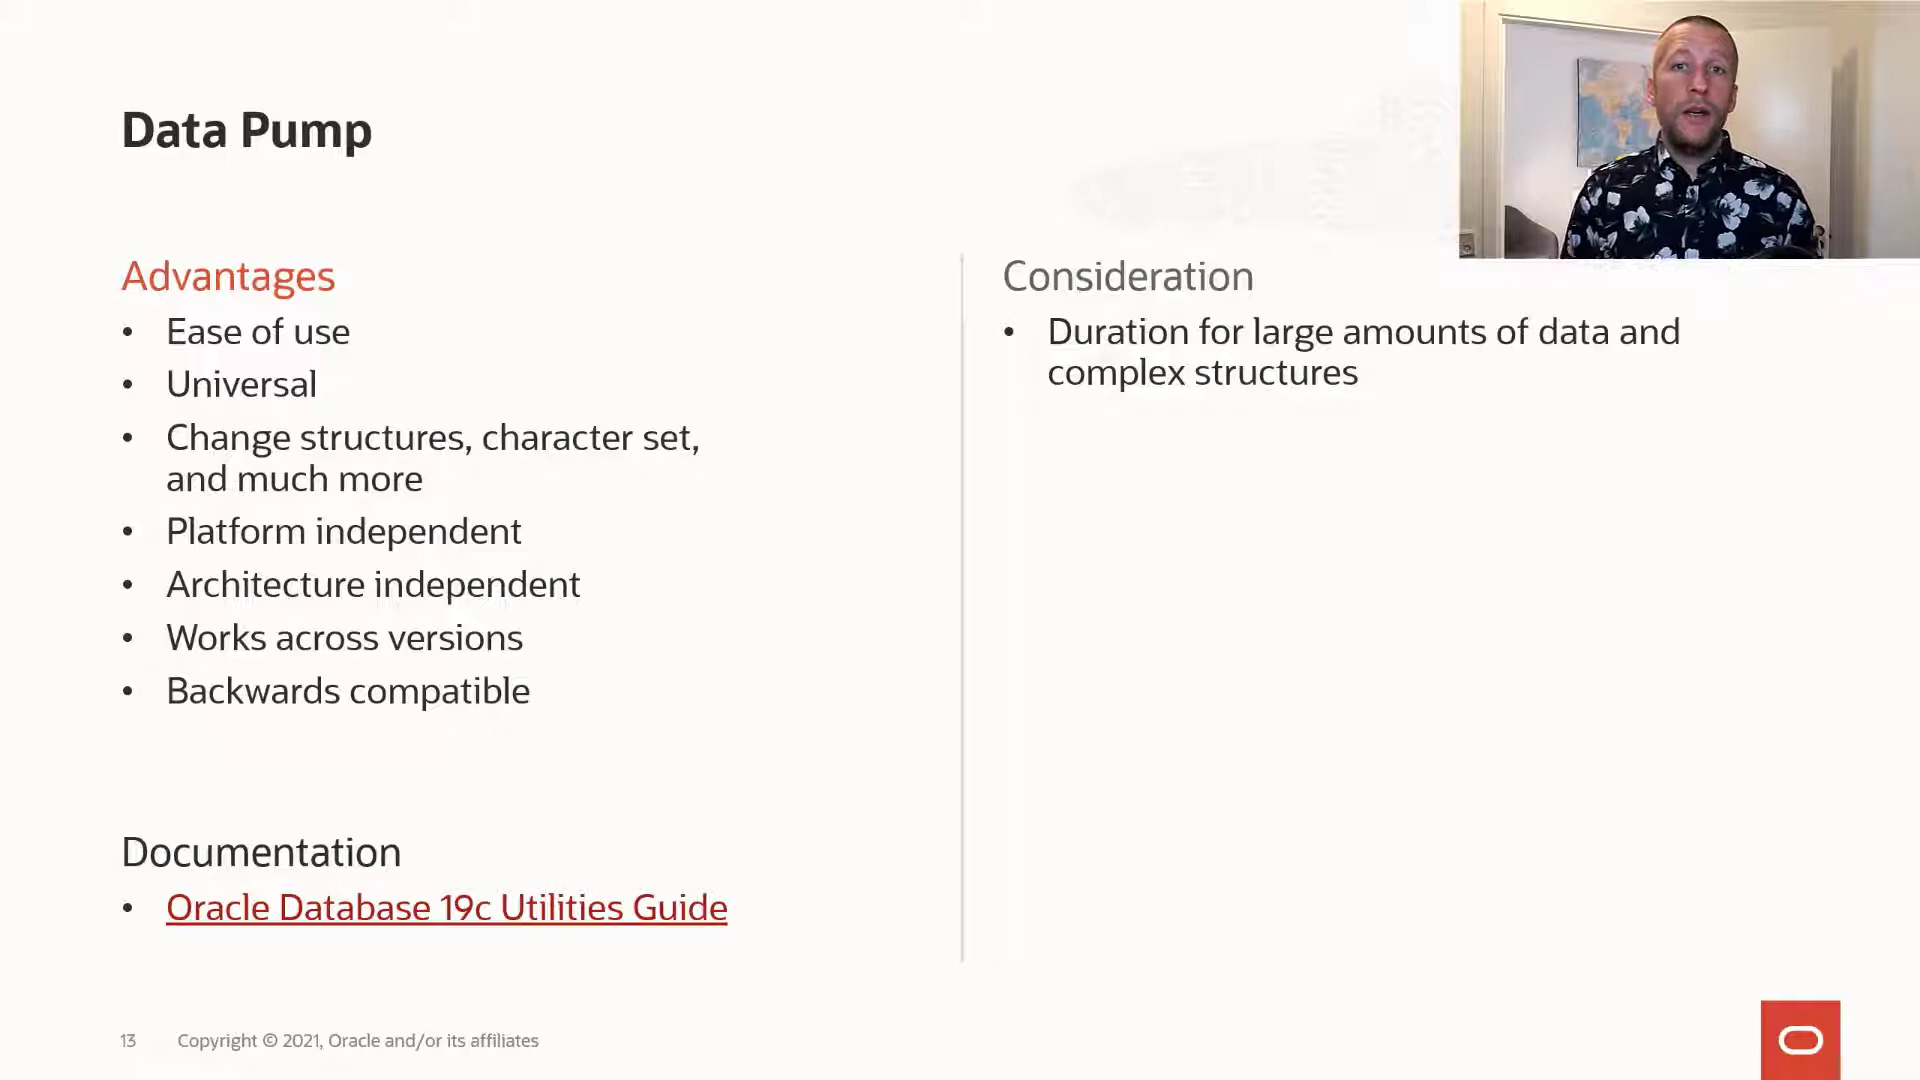 Data Pump
Advantages
• Ease of use
• Universal
• Change structures, character set,
and much more
• Platform independent
• Architecture independent
• Works across versions
• Backwards compatible
Documentation
• Oracle Database 19c Utilities Guide
Consideration
• Duration for large amounts of data and
complex structures
13 Copyright © 2021, Oracle and/or its affiliates